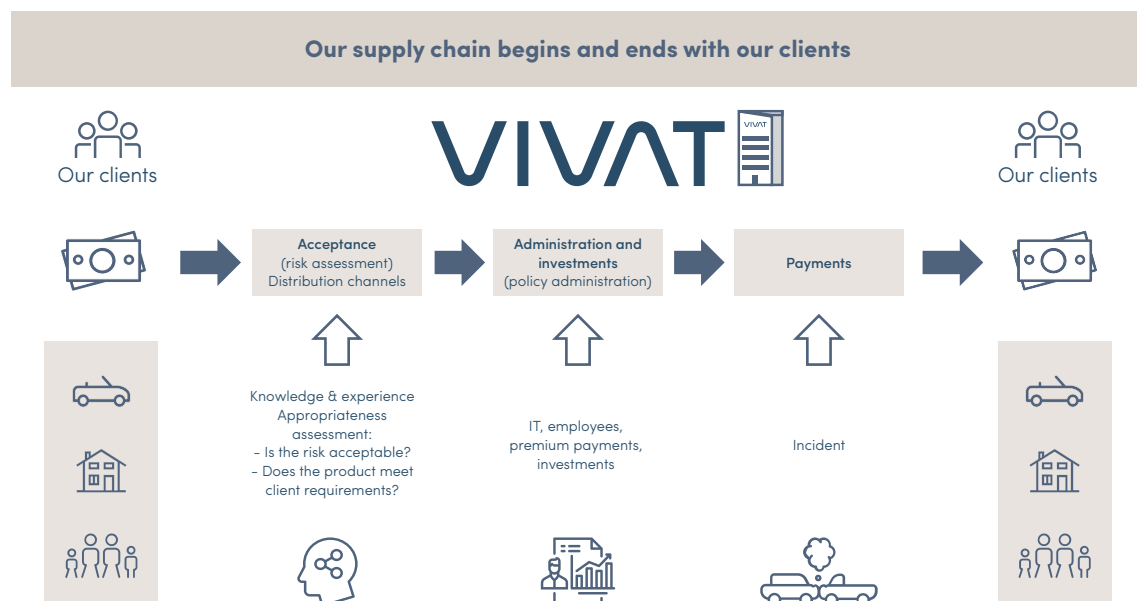 Our supply chain begins and ends with our clients
Our clients
VIVAT
VIVAT
Our clients
Acceptance
(risk assessment)
Distribution channels
Administration and
investments
(policy administration)
Payments
Knowledge & experience
Appropriateness
assessment:
- Is the risk acceptable?
- Does the product meet
client requirements?
IT, employees,
premium payments,
investments
Incident